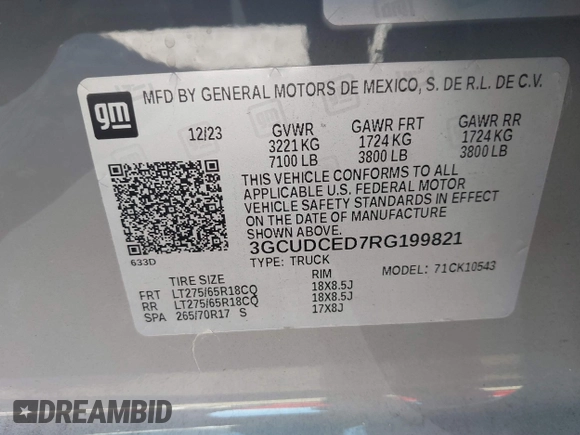 gm
MFD BY GENERAL MOTORS DE MEXICO, S. DE R.L. DE C.V.
12/23 GVWR GAWR FRT GAWR RR
3221 KG 1724 KG 1724 KG
7100 LB 3800 LB 3800 LB
THIS VEHICLE CONFORMS TO ALL
APPLICABLE U.S. FEDERAL MOTOR
VEHICLE SAFETY STANDARDS IN EFFECT
ON THE DATE OF MANUFACTURE
SHOWN ABOVE.
3GCUDCED7RG199821
633D
TYPE: TRUCK MODEL: 71CK10543
TIRE SIZE RIM
FRT LT275/65R18CQ 18X8.5J
RR LT275/65R18CQ 18X8.5J
SPA 265/70R17 S 17X8J
DREAMBID